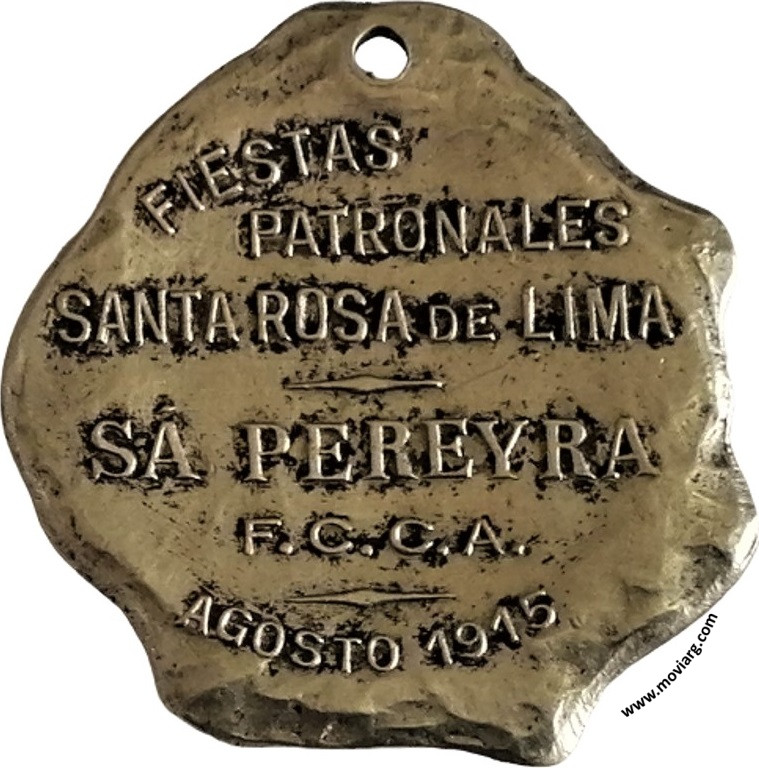 FIESTAS
PATRONALES
SANTA ROSA DE LIMA
SÁ PEREYRA
F.C.C.A.
AGOSTO 1915
www.moviarg.com